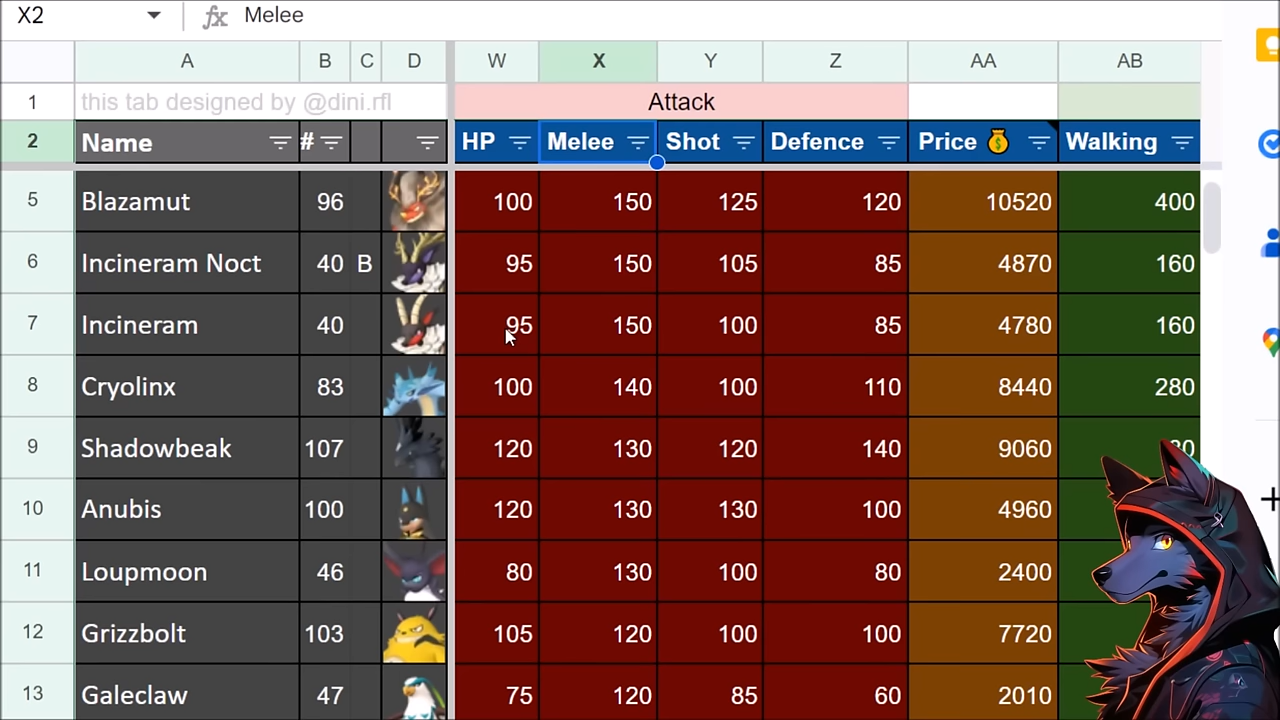 X2 fx Melee
A B C D W X Y Z AA AB
1 this tab designed by @dini.rfl Attack
2 Name # HP Melee Shot Defence Price Walking
5 Blazamut 96 100 150 125 120 10520 400
6 Incineram Noct 40 B 95 150 105 85 4870 160
7 Incineram 40 95 150 100 85 4780 160
8 Cryolinx 83 100 140 100 110 8440 280
9 Shadowbeak 107 120 130 120 140 9060
10 Anubis 100 120 130 130 100 4960
11 Loupmoon 46 80 130 100 80 2400
12 Grizzbolt 103 105 120 100 100 7720
13 Galeclaw 47 75 120 85 60 2010